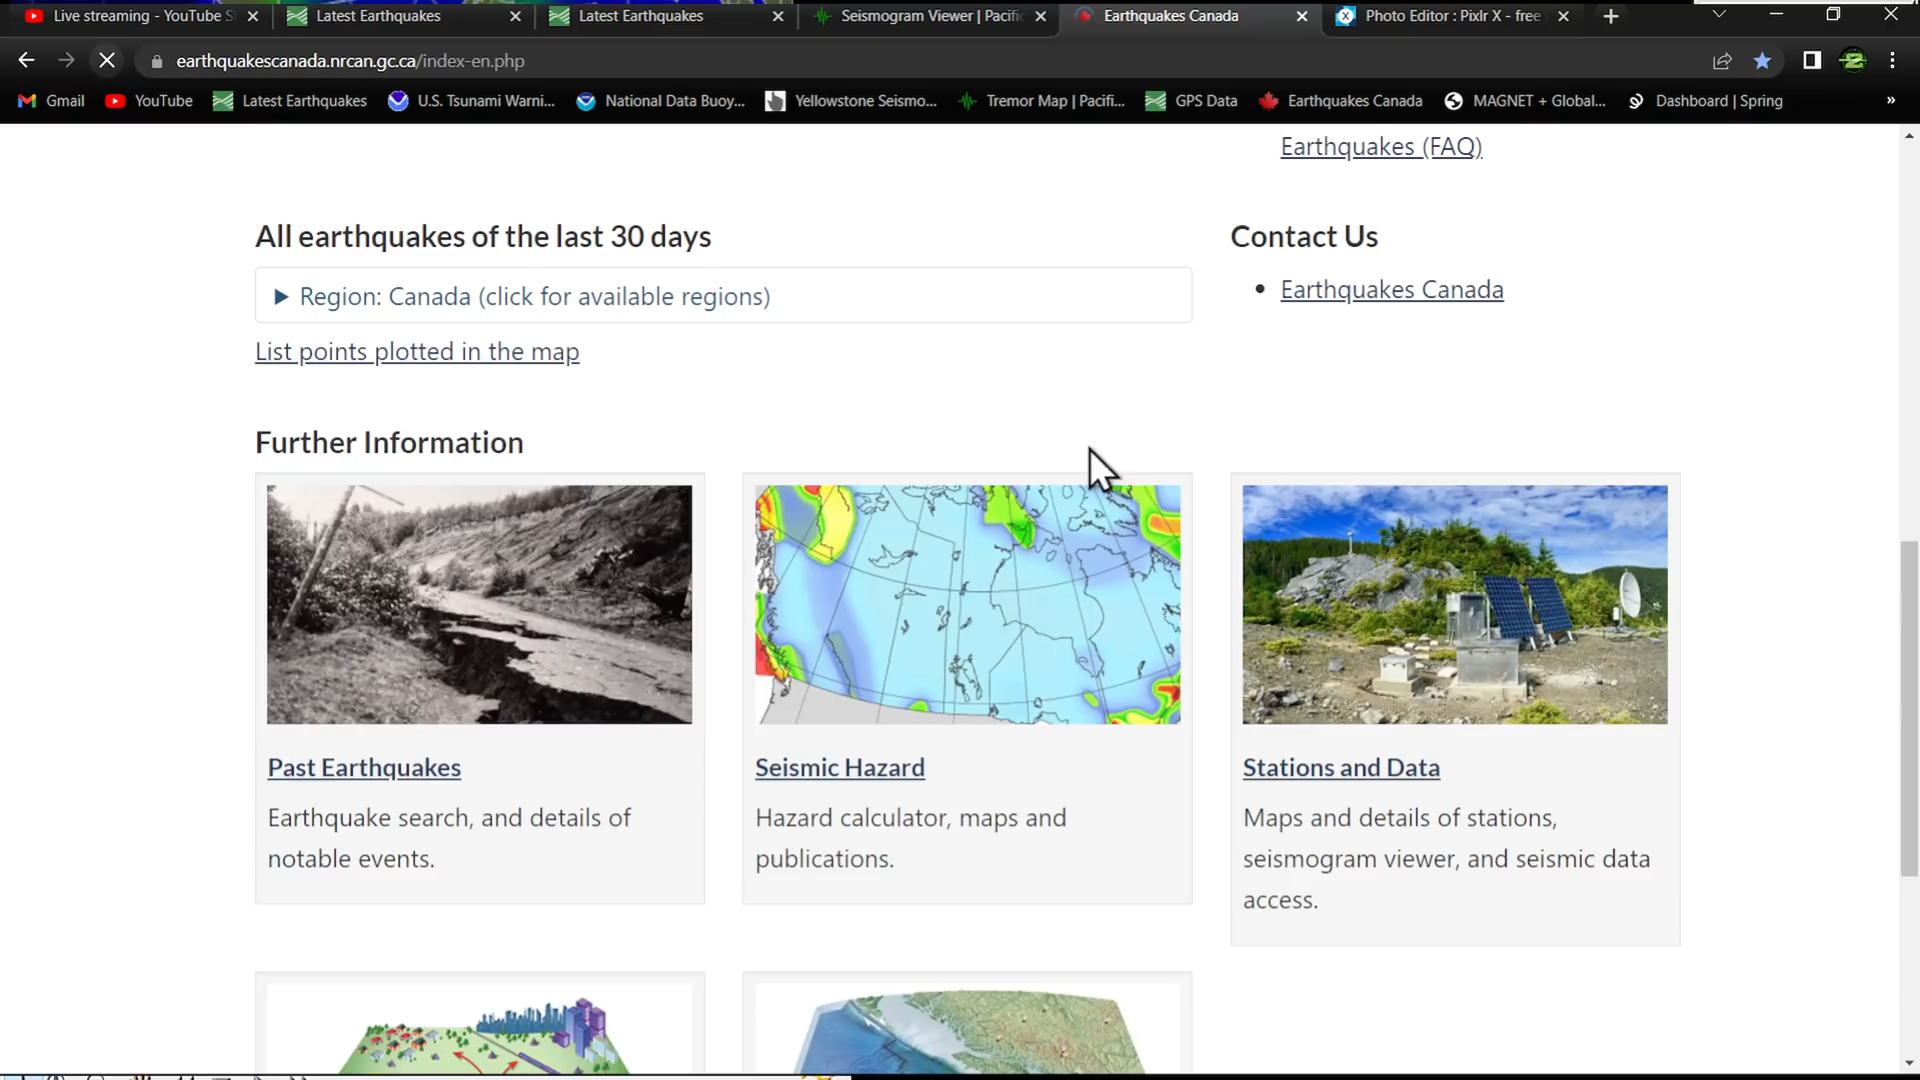 Live streaming - YouTube S
Latest Earthquakes
Latest Earthquakes
Seismogram Viewer | Pacific
Earthquakes Canada
Photo Editor : Pixlr X - free
earthquakescanada.nrcan.gc.ca/index-en.php
Gmail
YouTube
Latest Earthquakes
U.S. Tsunami Warni...
National Data Buoy...
Yellowstone Seismo...
Tremor Map | Pacifi...
GPS Data
Earthquakes Canada
MAGNET + Global...
Dashboard | Spring
»
Earthquakes (FAQ)
All earthquakes of the last 30 days
Region: Canada (click for available regions)
List points plotted in the map
Contact Us
• Earthquakes Canada
Further Information
Past Earthquakes
Earthquake search, and details of
notable events.
Seismic Hazard
Hazard calculator, maps and
publications.
Stations and Data
Maps and details of stations,
seismogram viewer, and seismic data
access.